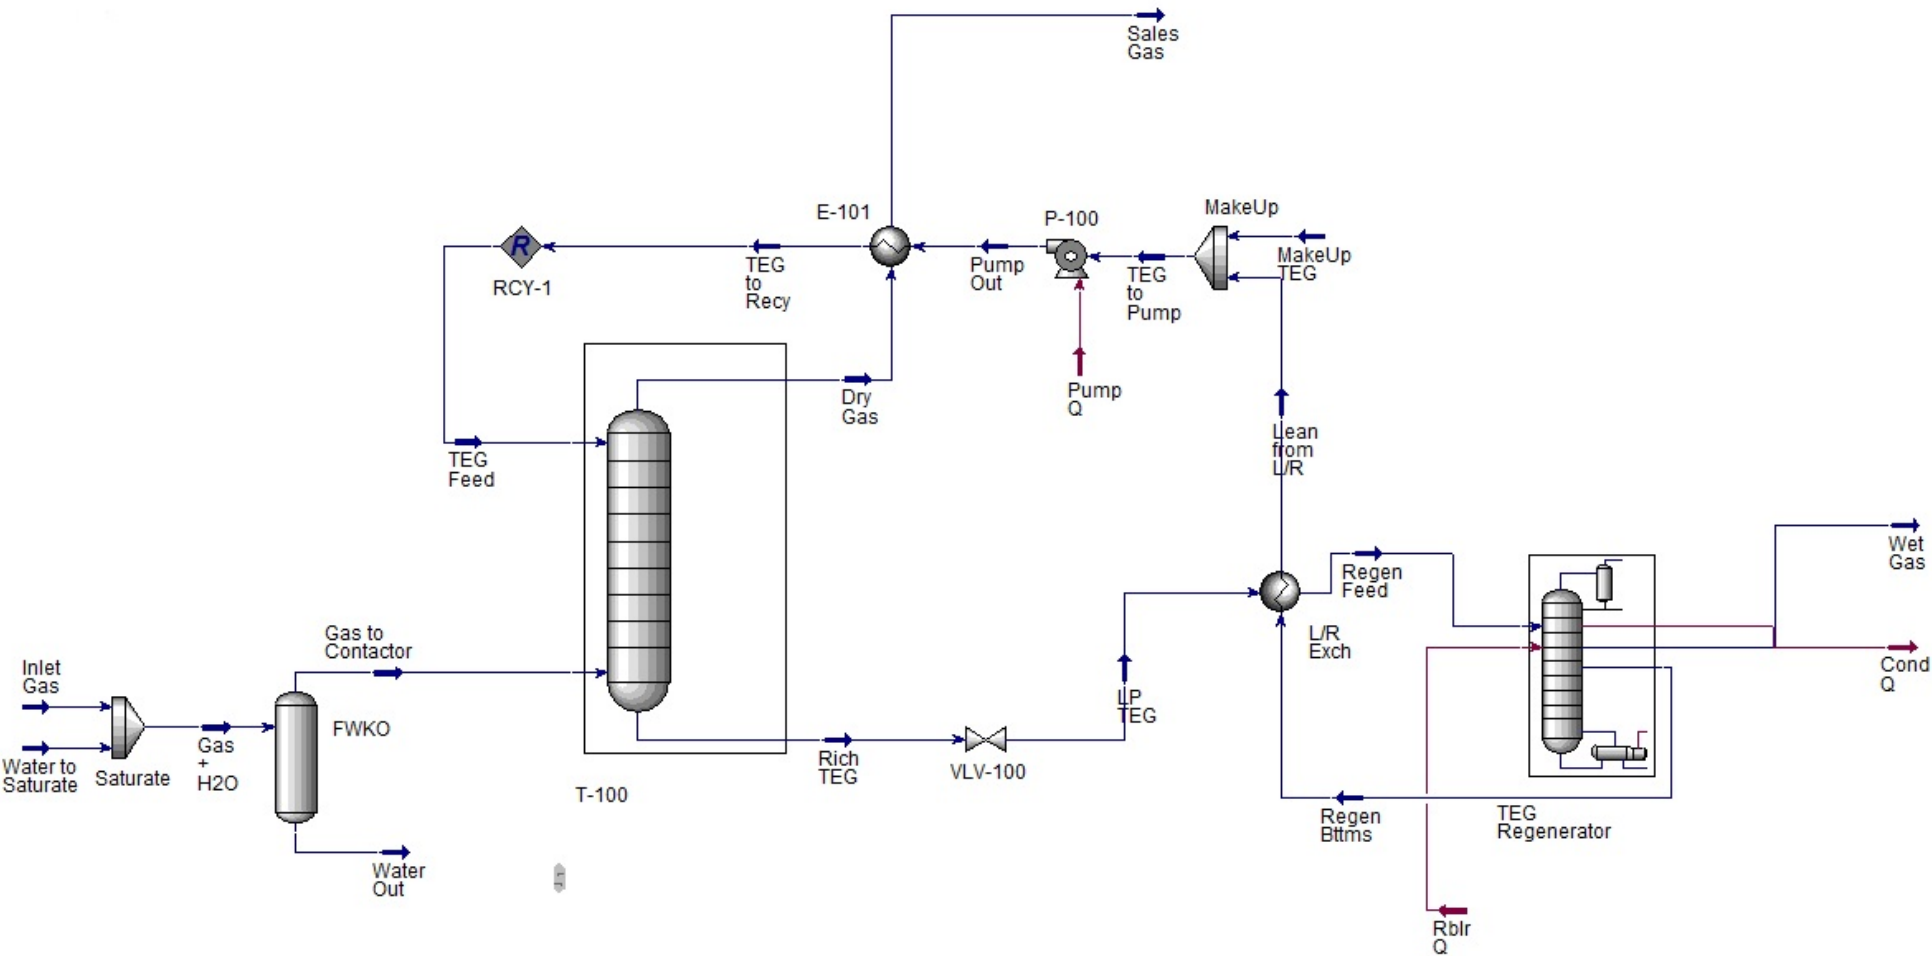 Sales
Gas
E-101
P-100
MakeUp
R
RCY-1
TEG
to
Recy
Pump
Out
TEG
to
Pump
MakeUp
TEG
Pump
Q
Dry
Gas
TEG
Feed
Lean
from
L/R
Wet
Gas
Regen
Feed
L/R
Exch
Cond
Q
Gas to
Contactor
Inlet
Gas
FWKO
LP
TEG
Gas
+
H2O
Water to
Saturate
Saturate
Rich
TEG
VLV-100
T-100
Regen
Bttms
TEG
Regenerator
Water
Out
Rblr
Q